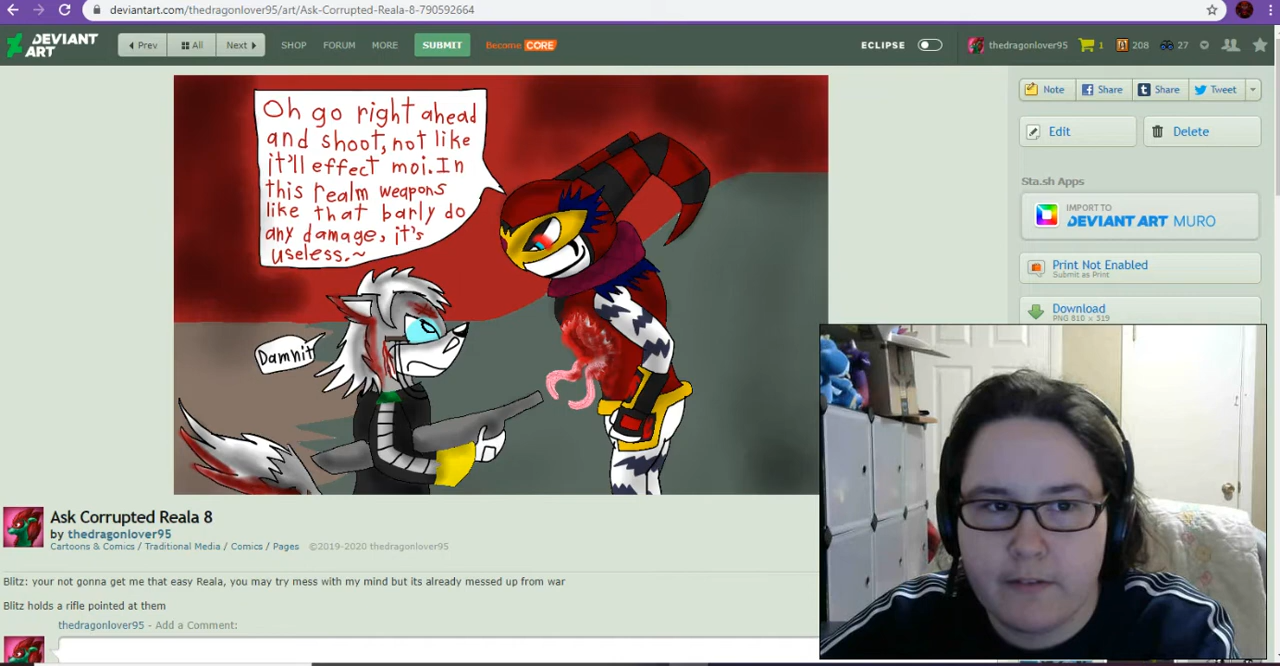 deviantart.com/thedragonlover95/art/Ask-Corrupted-Reala-8-790592664
DEVIANT ART
Prev
All
Next
SHOP
FORUM
MORE
SUBMIT
Become CORE
ECLIPSE
thedragonlover95
1
208
27
Oh go right ahead
and shoot, not like
it'll effect moi. In
this realm weapons
like that barly do
any damage, it's
useless.~
Damnit
Note
Share
Share
Tweet
Edit
Delete
Sta.sh Apps
IMPORT TO
DEVIANT ART MURO
Print Not Enabled
Submit as Print
Download
PNG 810 × 519
Ask Corrupted Reala 8
by thedragonlover95
Cartoons & Comics / Traditional Media / Comics / Pages ©2019-2020 thedragonlover95
Blitz: your not gonna get me that easy Reala, you may try mess with my mind but its already messed up from war
Blitz holds a rifle pointed at them
thedragonlover95 - Add a Comment: